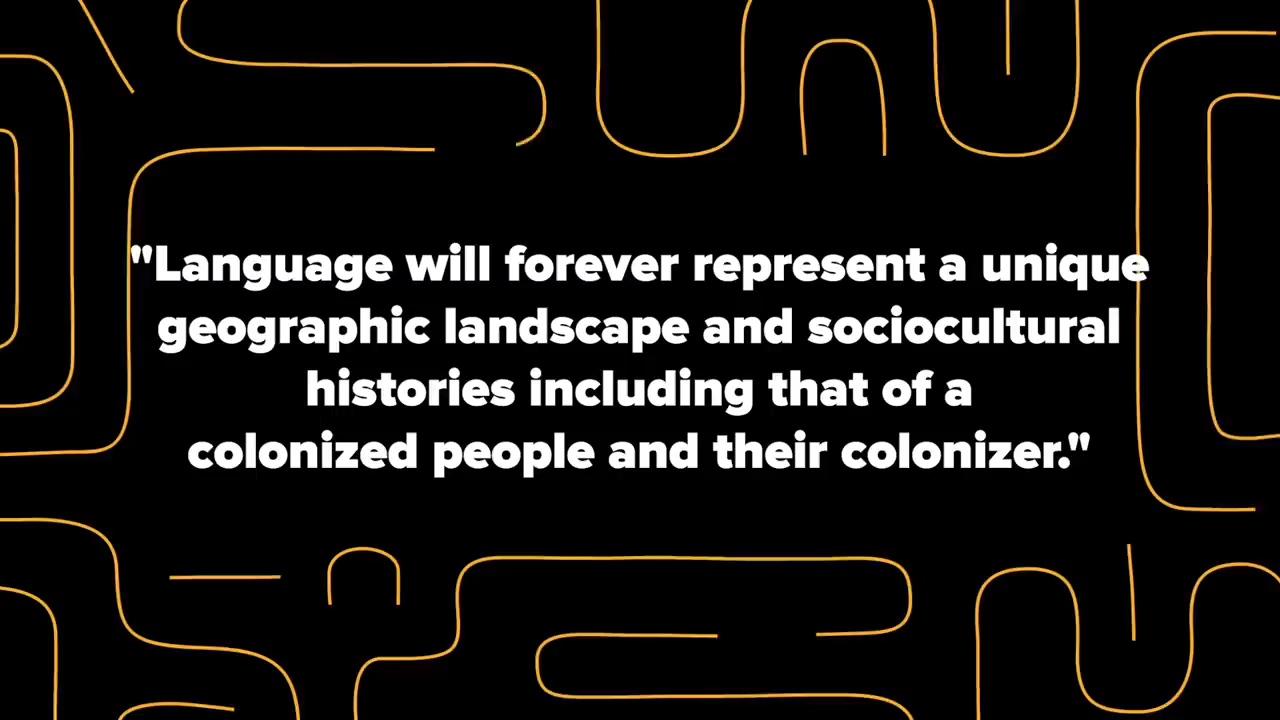 "Language will forever represent a unique
geographic landscape and sociocultural
histories including that of a
colonized people and their colonizer."